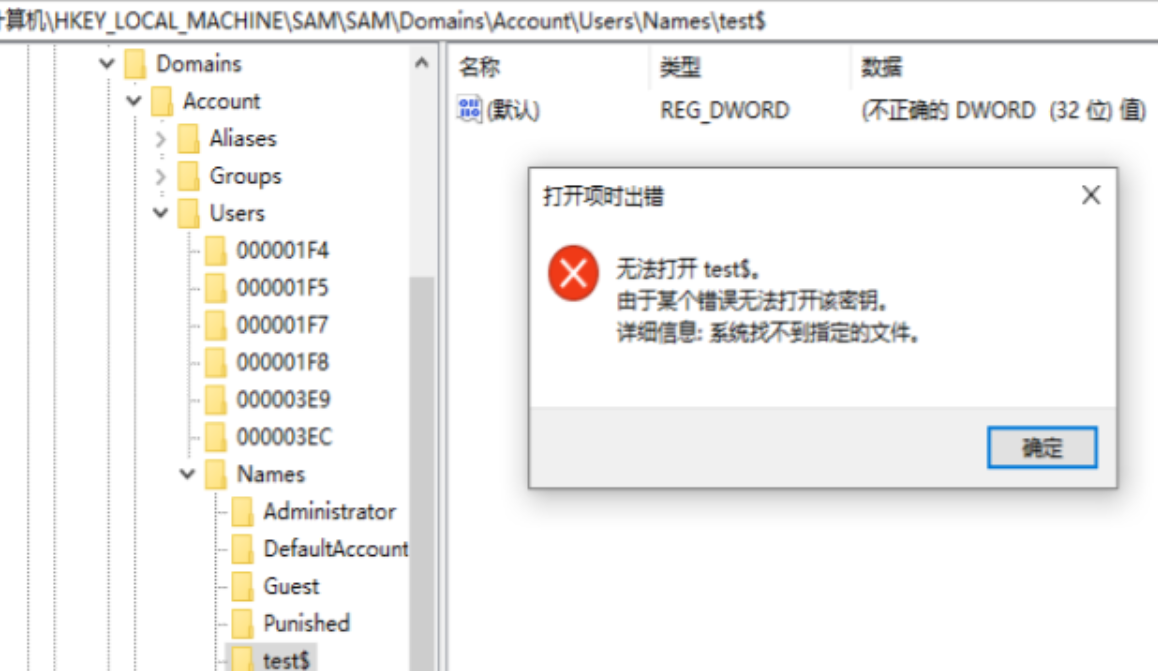 算机\HKEY_LOCAL_MACHINE\SAM\SAM\Domains\Account\Users\Names\test$
Domains
Account
Aliases
Groups
Users
000001F4
000001F5
000001F7
000001F8
000003E9
000003EC
Names
Administrator
DefaultAccount
Guest
Punished
test$
名称 类型 数据
(默认) REG_DWORD (不正确的 DWORD (32 位) 值)
打开项时出错
无法打开 test$。
由于某个错误无法打开该密钥。
详细信息: 系统找不到指定的文件。
确定